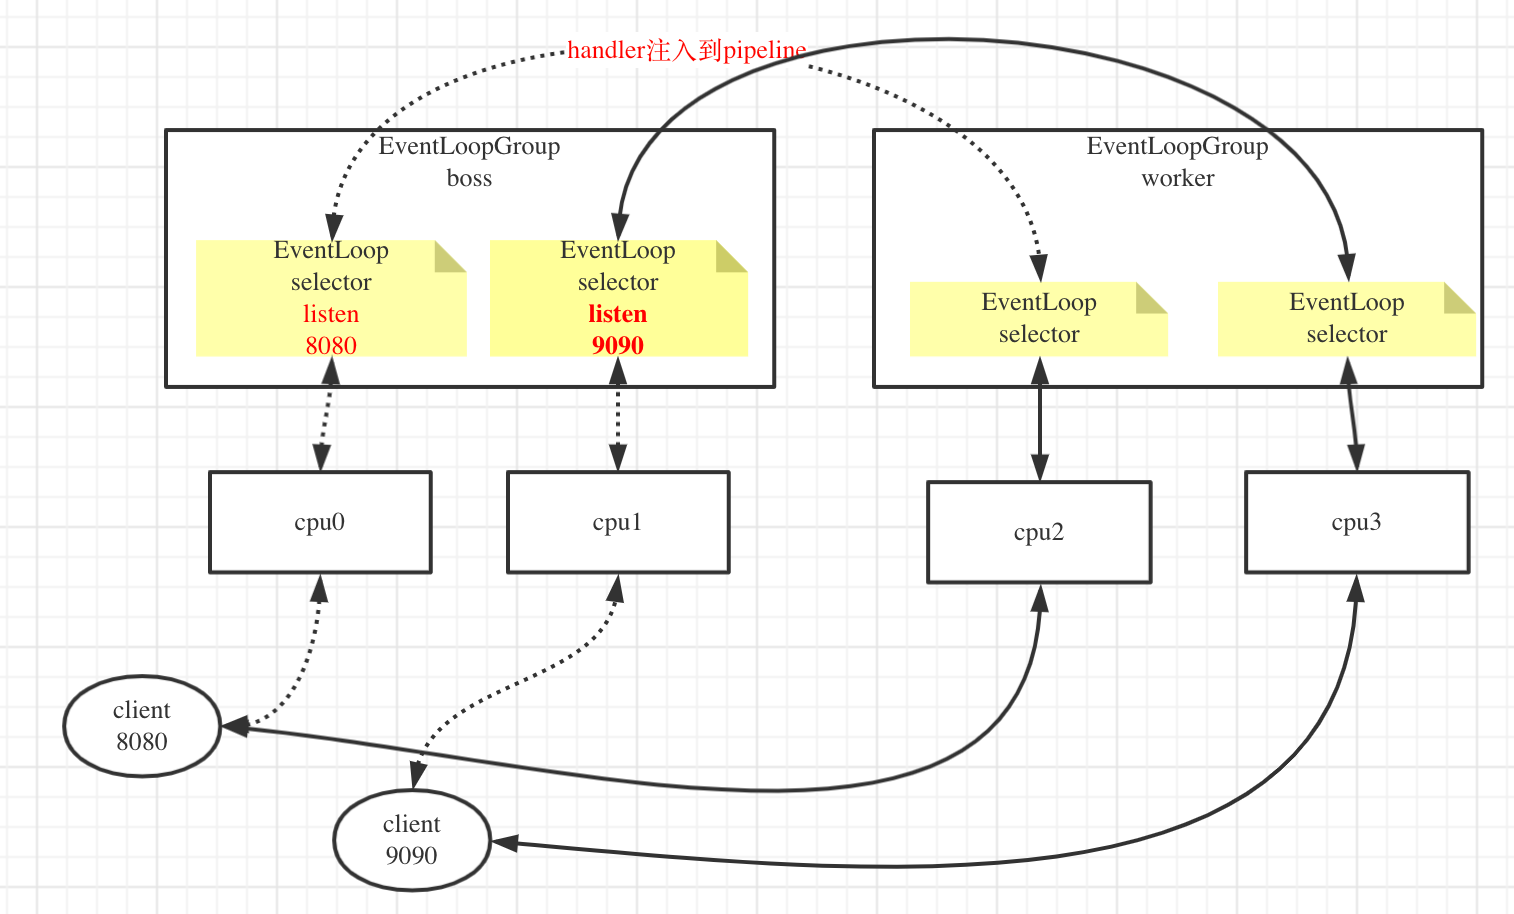 handler注入到pipeline
EventLoopGroup
boss
EventLoop
selector
listen
8080
EventLoop
selector
listen
9090
EventLoopGroup
worker
EventLoop
selector
EventLoop
selector
cpu0
cpu1
cpu2
cpu3
client
8080
client
9090